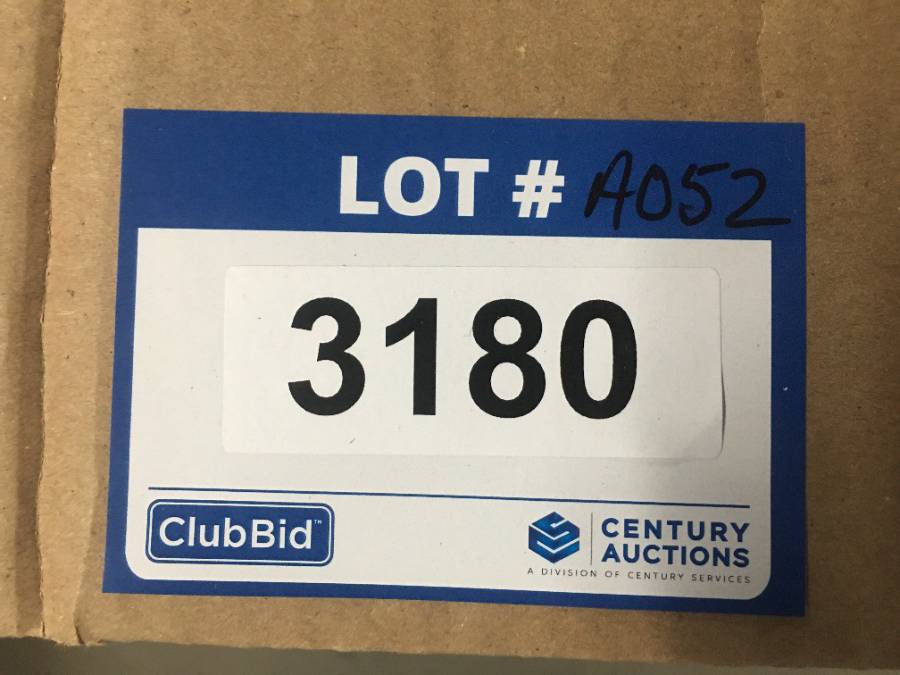 LOT # A052
3180
ClubBid™
CENTURY
AUCTIONS
A DIVISION OF CENTURY SERVICES